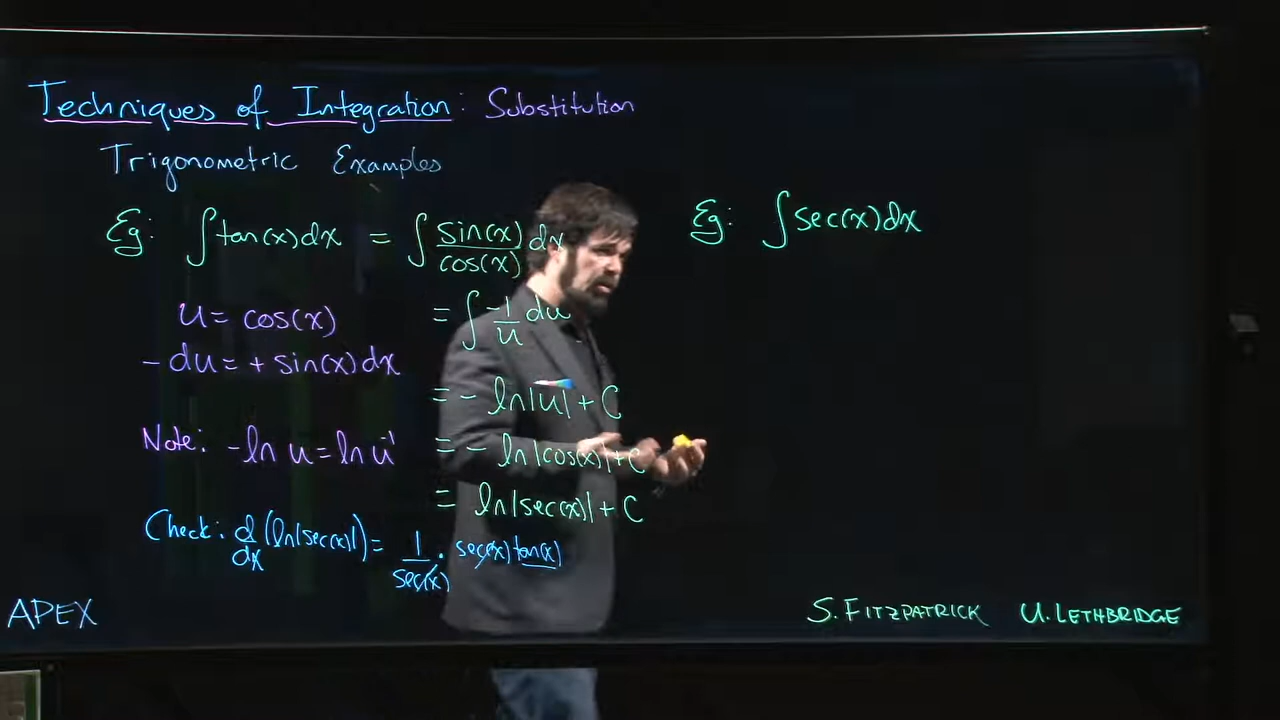 Techniques of Integration: Substitution
Trigonometric Examples
Eg: ∫tan(x)dx = ∫ sin(x)/cos(x) dx
= ∫ -1/u du
u = cos(x)
-du = + sin(x)dx
= - ln|u| + C
Note: -ln u = ln u⁻¹
= - ln|cos(x)| + C
= ln|sec(x)| + C
Check: d/dx (ln|sec(x)|) = 1/sec(x) · sec(x) tan(x)
Eg: ∫sec(x)dx
APEX
S. FITZPATRICK U. LETHBRIDGE